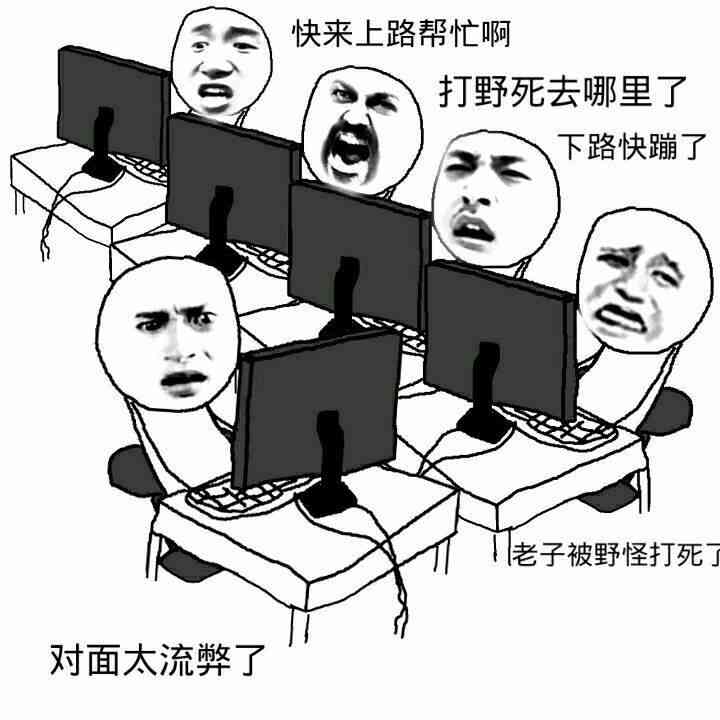 快来上路帮忙啊
打野死去哪里了
下路快蹦了
老子被野怪打死了
对面太流弊了